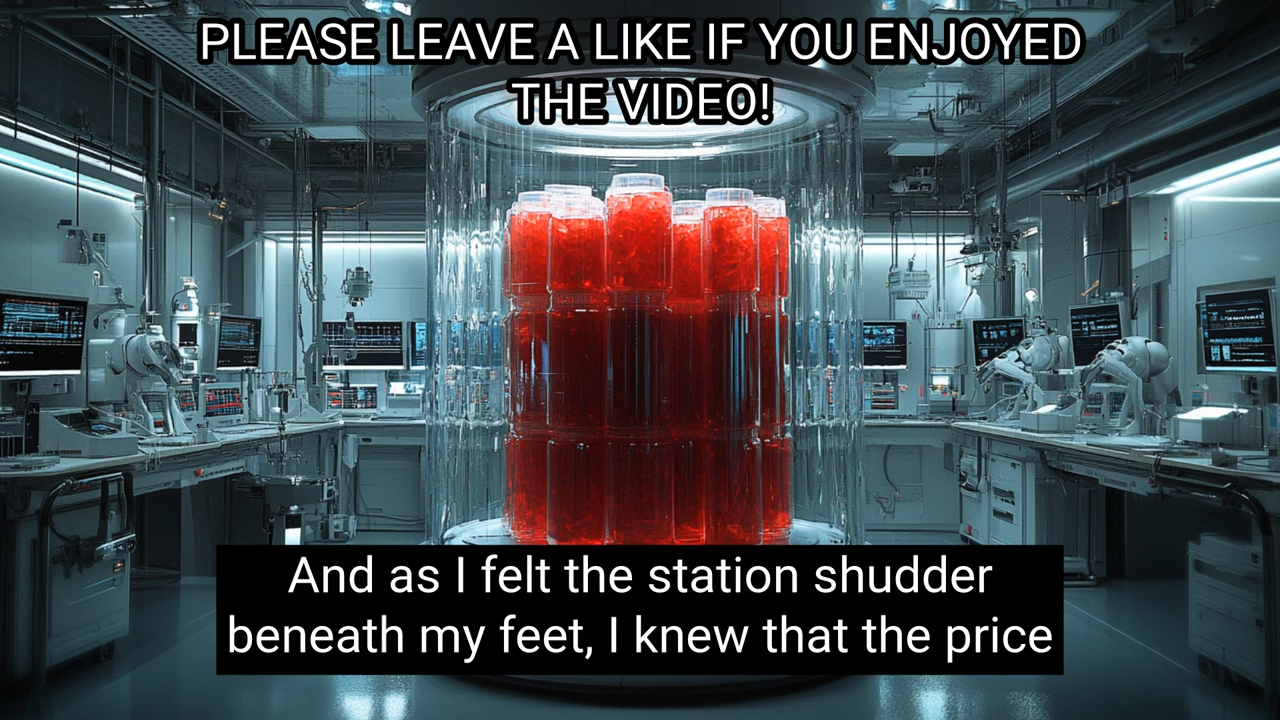 PLEASE LEAVE A LIKE IF YOU ENJOYED
THE VIDEO!
And as I felt the station shudder
beneath my feet, I knew that the price